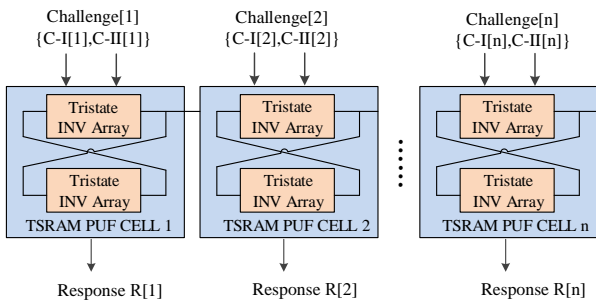 Challenge[1]
{C-I[1],C-II[1]}
Challenge[2]
{C-I[2],C-II[2]}
Challenge[n]
{C-I[n],C-II[n]}
Tristate
INV Array
Tristate
INV Array
TSRAM PUF CELL 1
Tristate
INV Array
Tristate
INV Array
TSRAM PUF CELL 2
Tristate
INV Array
Tristate
INV Array
TSRAM PUF CELL n
Response R[1]
Response R[2]
Response R[n]